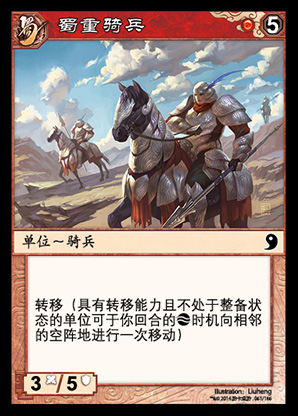 蜀重骑兵
5
单位～骑兵
转移（具有转移能力且不处于整备状
态的单位可于你回合的时机向相邻
的空阵地进行一次移动）
3/5
Illustration: Liuheng
061/166